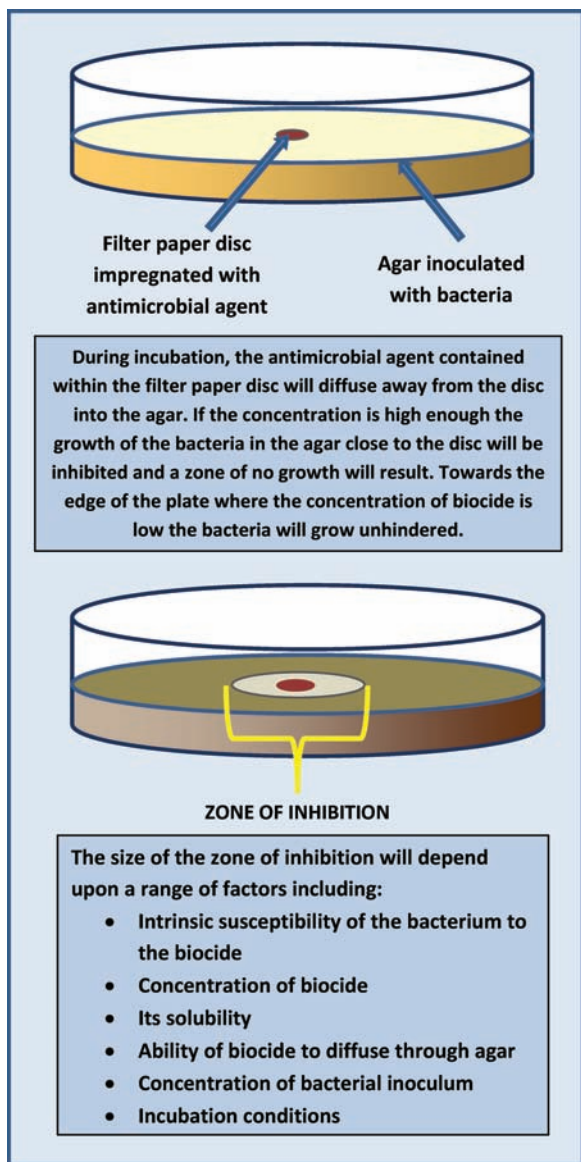 Filter paper disc
impregnated with
antimicrobial agent
Agar inoculated
with bacteria
During incubation, the antimicrobial agent contained
within the filter paper disc will diffuse away from the disc
into the agar. If the concentration is high enough the
growth of the bacteria in the agar close to the disc will be
inhibited and a zone of no growth will result. Towards the
edge of the plate where the concentration of biocide is
low the bacteria will grow unhindered.
ZONE OF INHIBITION
The size of the zone of inhibition will depend
upon a range of factors including:
• Intrinsic susceptibility of the bacterium to
the biocide
• Concentration of biocide
• Its solubility
• Ability of biocide to diffuse through agar
• Concentration of bacterial inoculum
• Incubation conditions